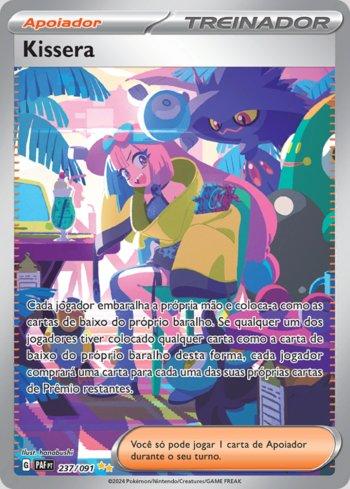 Apoiador
TREINADOR
Kissera
Cada jogador embaralha a própria mão e coloca-a como as
cartas de baixo do próprio baralho. Se qualquer um dos
jogadores tiver colocado qualquer carta como a carta
de baixo do próprio baralho desta forma, cada jogador
comprará uma carta para cada uma das suas próprias cartas
de Prêmio restantes.
Ilustr. hanabushi
G PAF PT 237/091
Você só pode jogar 1 carta de Apoiador
durante o seu turno.
©2024 Pokémon/Nintendo/Creatures/GAME FREAK